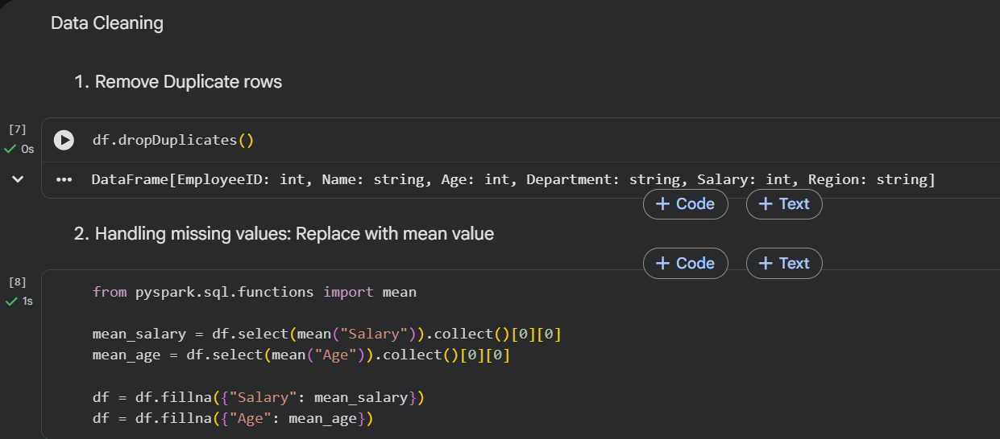 Data Cleaning
1. Remove Duplicate rows
[7]
0s
df.dropDuplicates()
DataFrame[EmployeeID: int, Name: string, Age: int, Department: string, Salary: int, Region: string]
+ Code + Text
2. Handling missing values: Replace with mean value
+ Code + Text
[8]
1s
from pyspark.sql.functions import mean
mean_salary = df.select(mean("Salary")).collect()[0][0]
mean_age = df.select(mean("Age")).collect()[0][0]
df = df.fillna({"Salary": mean_salary})
df = df.fillna({"Age": mean_age})